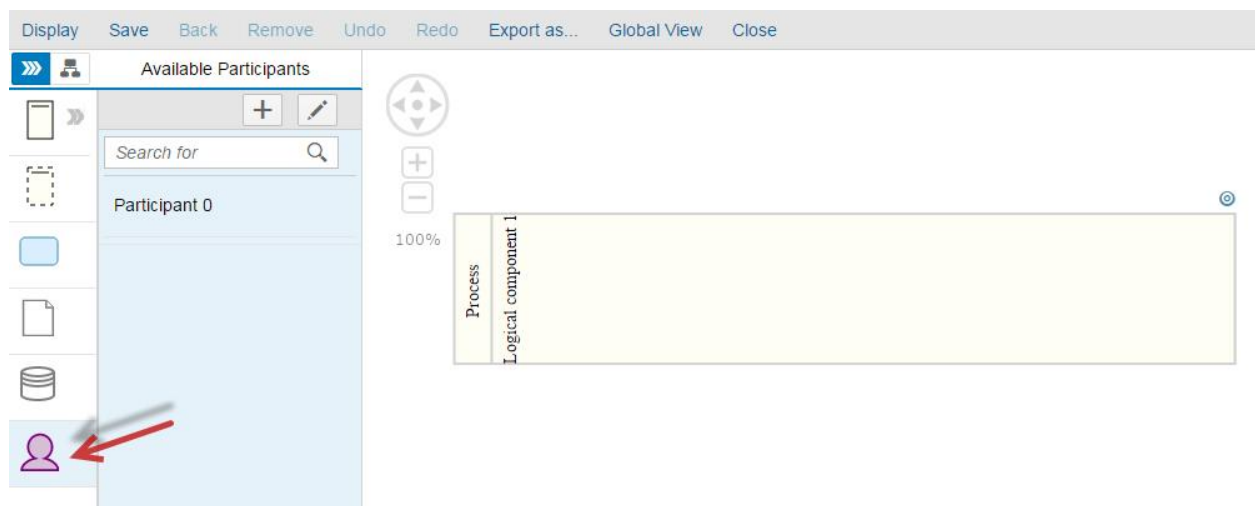 Display Save Back Remove Undo Redo Export as... Global View Close
Available Participants
Search for
Participant 0
100%
Process
Logical component 1